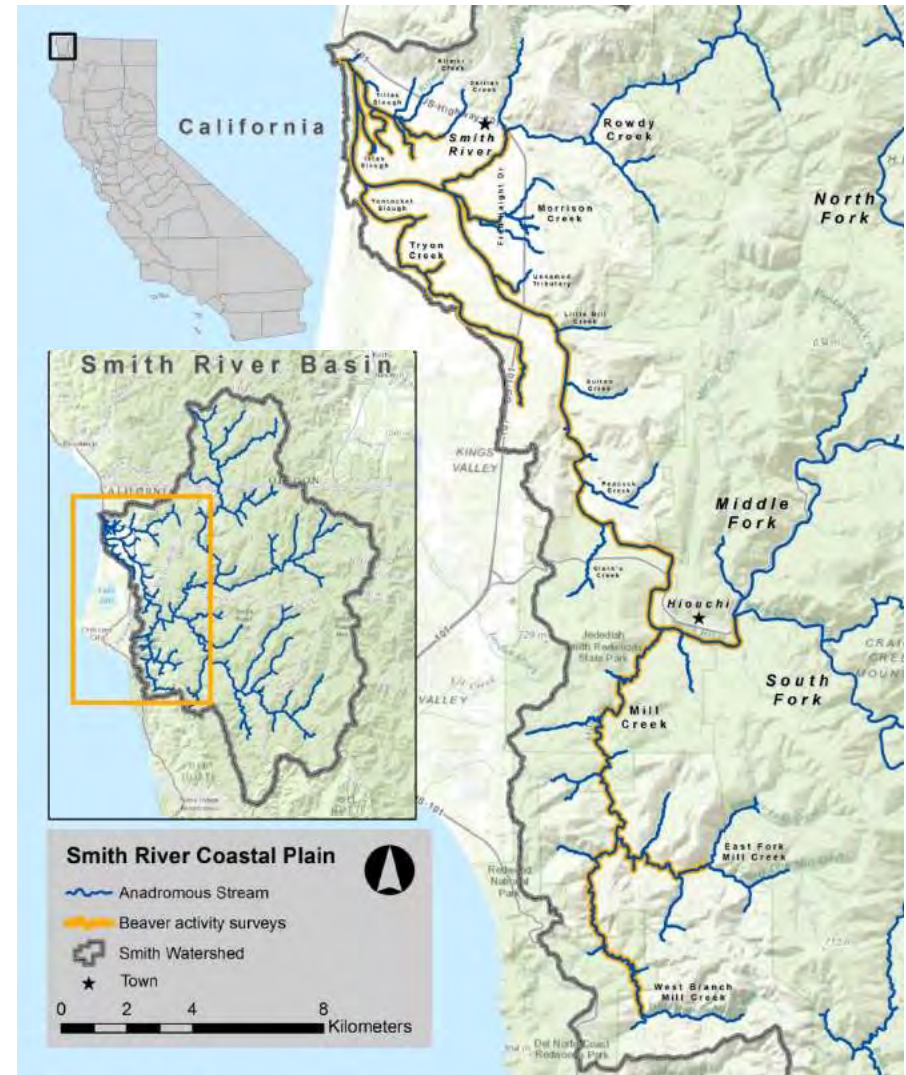 California
101
Tillas
Slough
Creek
US-Highway
Smith
River
Rowdy
Creek
North
Fork
Islas
Slough
Yontocket
Slough
Fred Haight Dr
Morrison
Creek
Tryon
Creek
Unnamed
Tributary
Little Mill
Creek
Sultan
Creek
KINGS
VALLEY
Peacock
Creek
Middle
Fork
Clark's
Creek
Hiouchi
101
Jedediah
Smith Redwoods
State Park
South
Fork
Mill
Creek
VALLEY
East Fork
Mill Creek
Redwood
National
Park
West Branch
Mill Creek
Del Norte Coast
Redwoods Park
Smith River Basin
CALIFORNIA
Smith River Coastal Plain
Anadromous Stream
Beaver activity surveys
Smith Watershed
Town
0 2 4 8
Kilometers